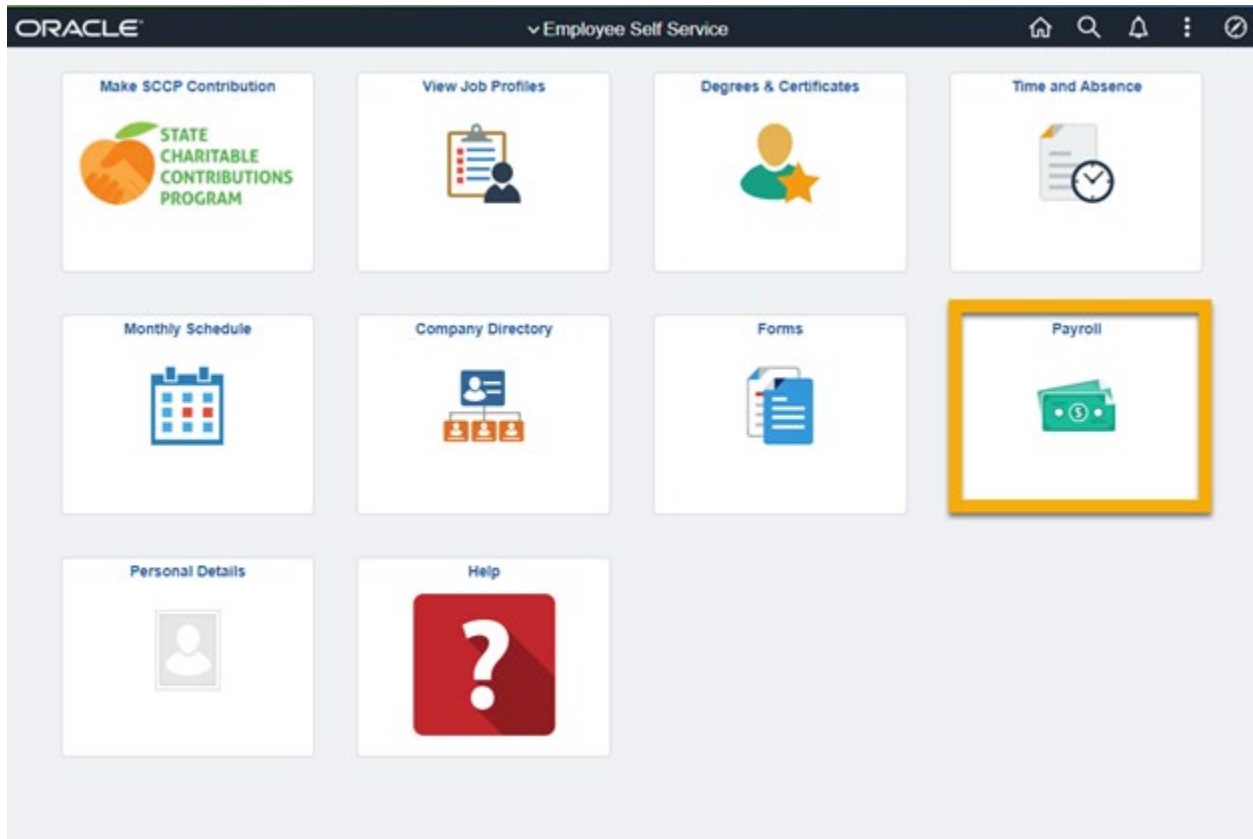 ORACLE
Employee Self Service
Make SCCP Contribution
STATE
CHARITABLE
CONTRIBUTIONS
PROGRAM
View Job Profiles
Degrees & Certificates
Time and Absence
Monthly Schedule
Company Directory
Forms
Payroll
$
Personal Details
Help
?